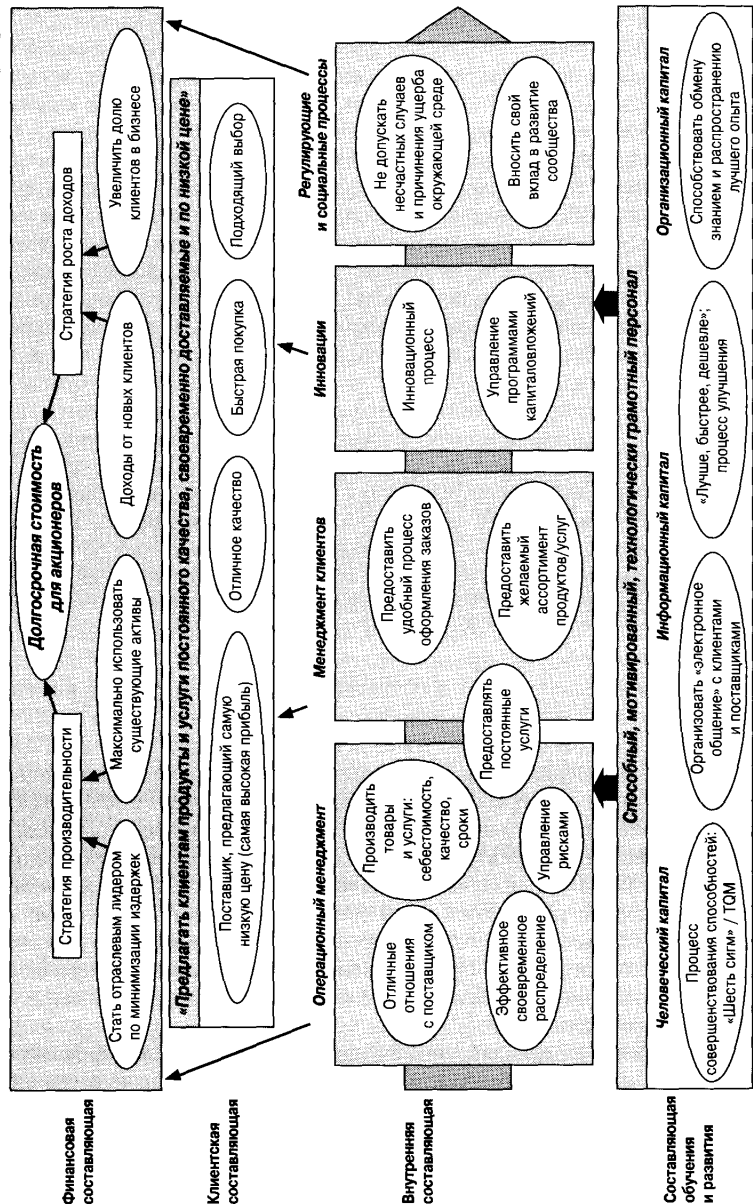 Финансовая
составляющая
Долгосрочная стоимость
для акционеров
Стратегия производительности
Стратегия роста доходов
Стать отраслевым лидером
по минимизации издержек
Максимально использовать
существующие активы
Доходы от новых клиентов
Увеличить долю
клиентов в бизнесе
Клиентская
составляющая
«Предлагать клиентам продукты и услуги постоянного качества, своевременно доставляемые и по низкой цене»
Поставщик, предлагающий самую
низкую цену (самая высокая прибыль)
Отличное качество
Быстрая покупка
Подходящий выбор
Внутренняя
составляющая
Операционный менеджмент
Отличные
отношения
с поставщиком
Производить
товары
и услуги:
себестоимость,
качество,
сроки
Эффективное
своевременное
распределение
Управление
рисками
Предоставлять
постоянные
услуги
Менеджмент клиентов
Предоставить
удобный процесс
оформления заказов
Предоставить
желаемый
ассортимент
продуктов/услуг
Инновации
Инновационный
процесс
Управление
программами
капиталовложений
Регулирующие
и социальные процессы
Не допускать
несчастных случаев
и причинения ущерба
окружающей среде
Вносить свой
вклад в развитие
сообщества
Составляющая
обучения
и развития
Способный, мотивированный, технологически грамотный персонал
Человеческий капитал
Процесс
совершенствования способностей:
«Шесть сигм» / TQM
Информационный капитал
Организовать «электронное
общение» с клиентами
и поставщиками
«Лучше, быстрее, дешевле»;
процесс улучшения
Организационный капитал
Способствовать обмену
знанием и распространению
лучшего опыта